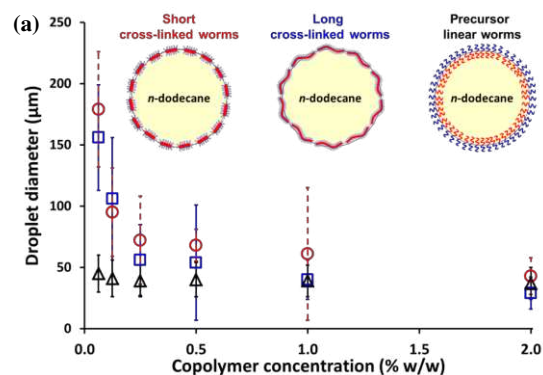 (a)
Short
cross-linked worms
Long
cross-linked worms
Precursor
linear worms
n-dodecane
n-dodecane
n-dodecane
Droplet diameter (µm)
250
200
150
100
50
0
0.0
0.5
1.0
1.5
2.0
Copolymer concentration (% w/w)